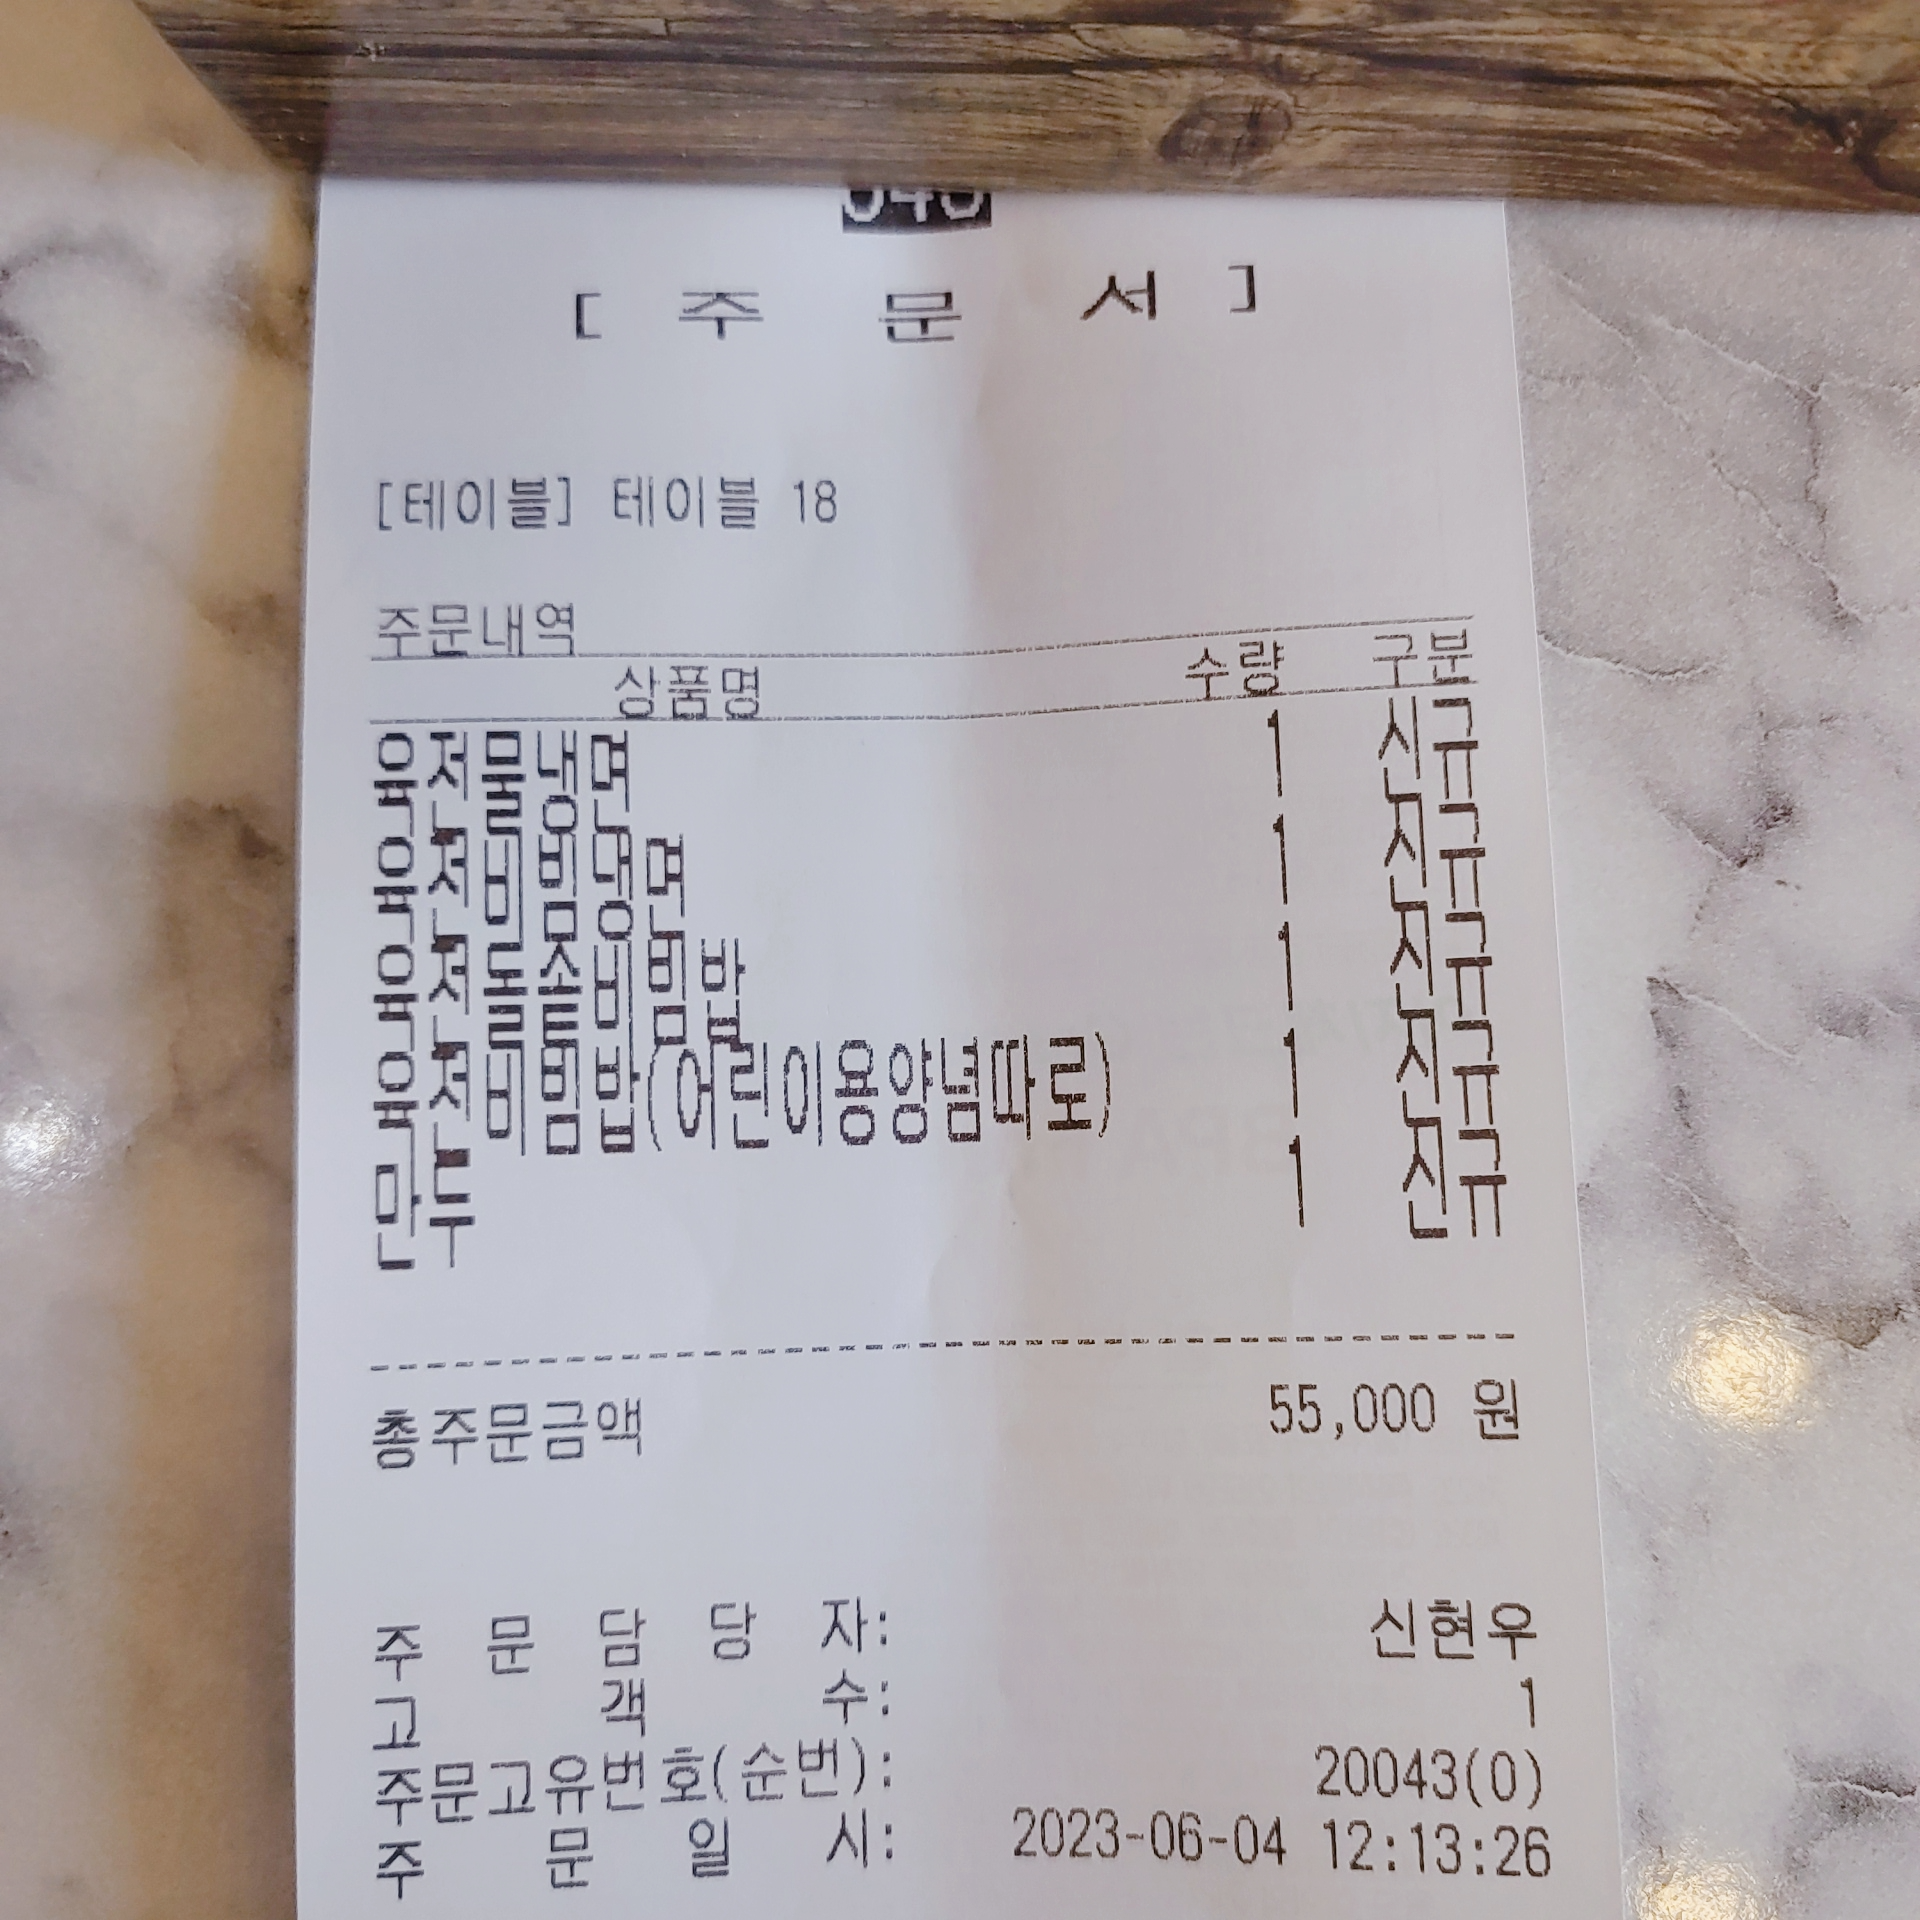 [ 주 문 서 ]
[테이블] 테이블 18
주문내역
상품명 수량 구분
육전물냉면 1 신규
육전비빔냉면 1 신규
육전돌솥비빔밥 1 신규
육전비빔밥(어린이용양념따로) 1 신규
만두 1 신규
총주문금액 55,000 원
주 문 담 당 자: 신현우
고 객 수: 1
주문고유번호(순번): 20043(0)
주 문 일 시: 2023-06-04 12:13:26